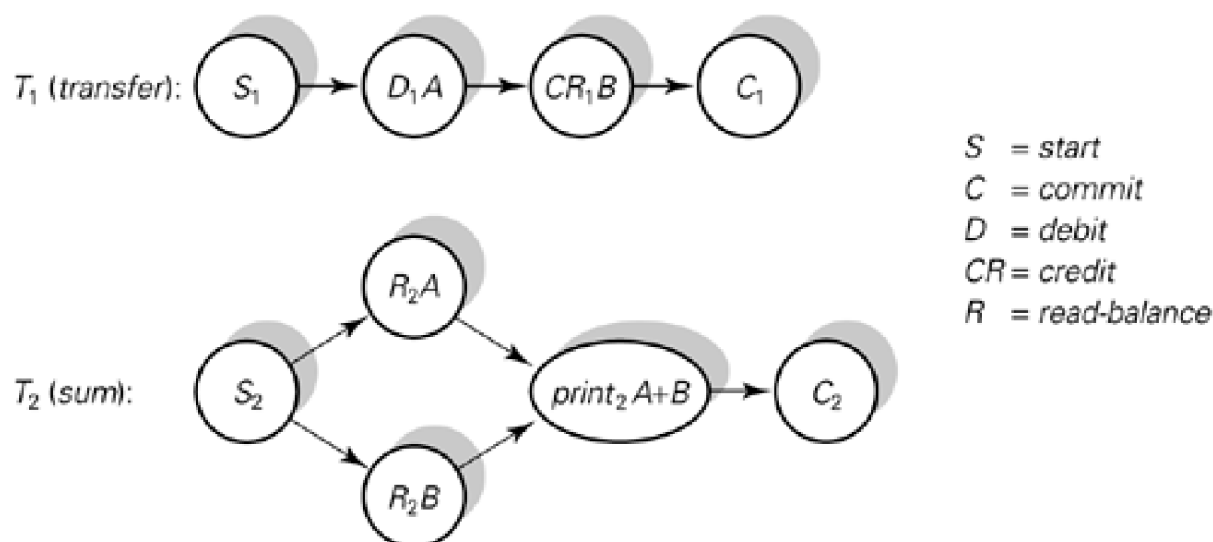 T₁ (transfer): S₁ D₁A CR₁B C₁
S = start
C = commit
D = debit
CR = credit
R = read-balance
R₂A
T₂ (sum): S₂ print₂ A+B C₂
R₂B